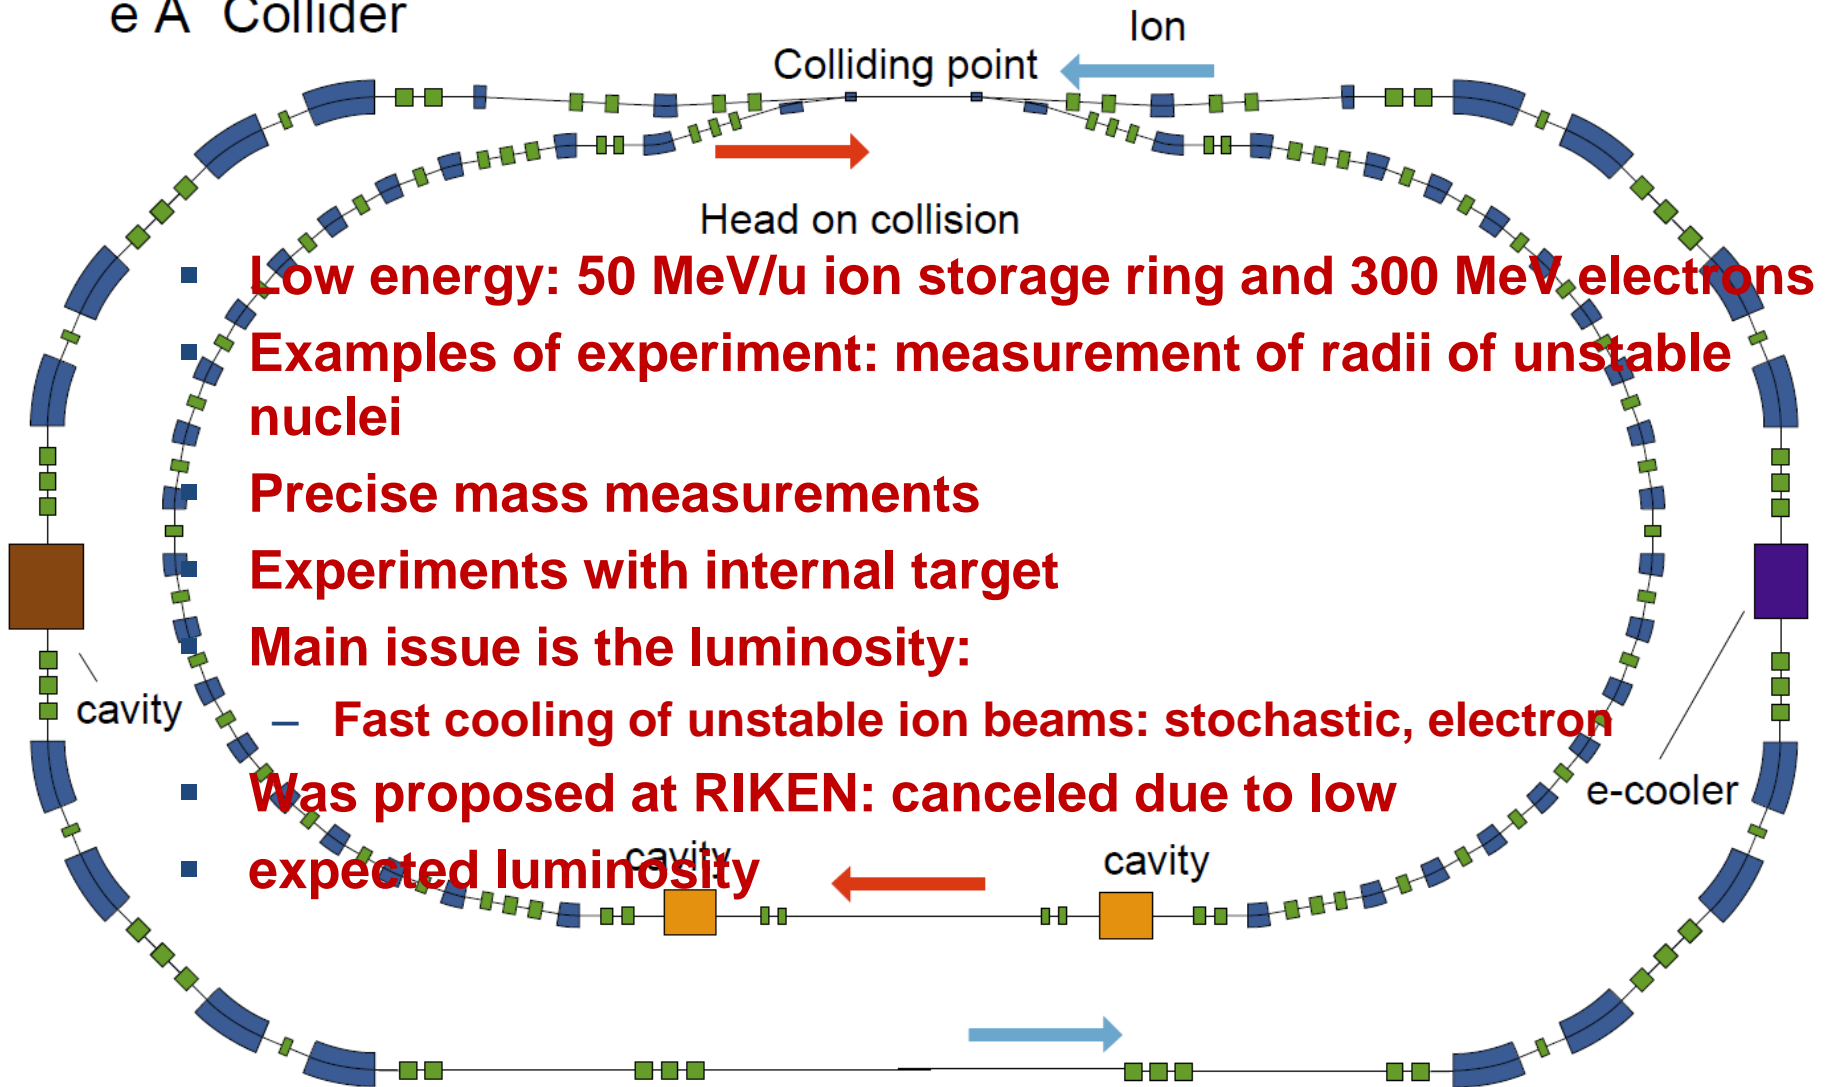 e A Collider
Ion
Colliding point
Head on collision
Low energy: 50 MeV/u ion storage ring and 300 MeV electrons
Examples of experiment: measurement of radii of unstable
nuclei
Precise mass measurements
Experiments with internal target
Main issue is the luminosity:
cavity
– Fast cooling of unstable ion beams: stochastic, electron
Was proposed at RIKEN: canceled due to low
e-cooler
expected luminosity
cavity
cavity